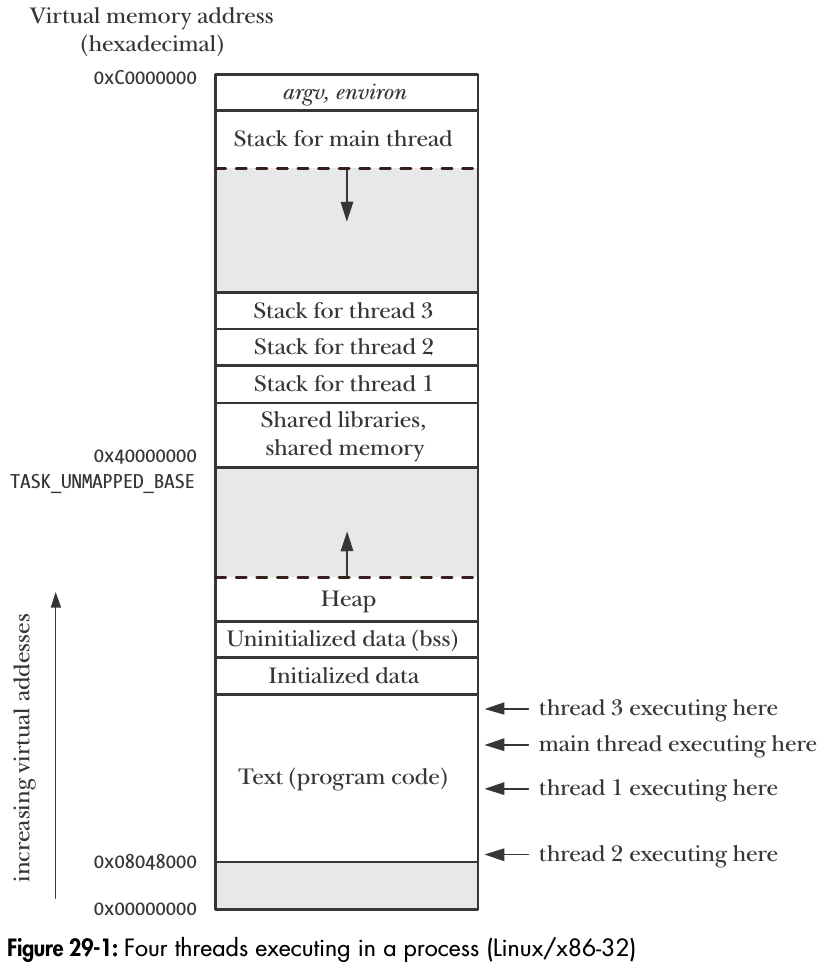 Virtual memory address
(hexadecimal)
0xC0000000
argv, environ
Stack for main thread
Stack for thread 3
Stack for thread 2
Stack for thread 1
Shared libraries,
shared memory
0x40000000
TASK_UNMAPPED_BASE
Heap
Uninitialized data (bss)
Initialized data
thread 3 executing here
main thread executing here
Text (program code)
thread 1 executing here
thread 2 executing here
0x08048000
0x00000000
increasing virtual addesses
Figure 29-1: Four threads executing in a process (Linux/x86-32)